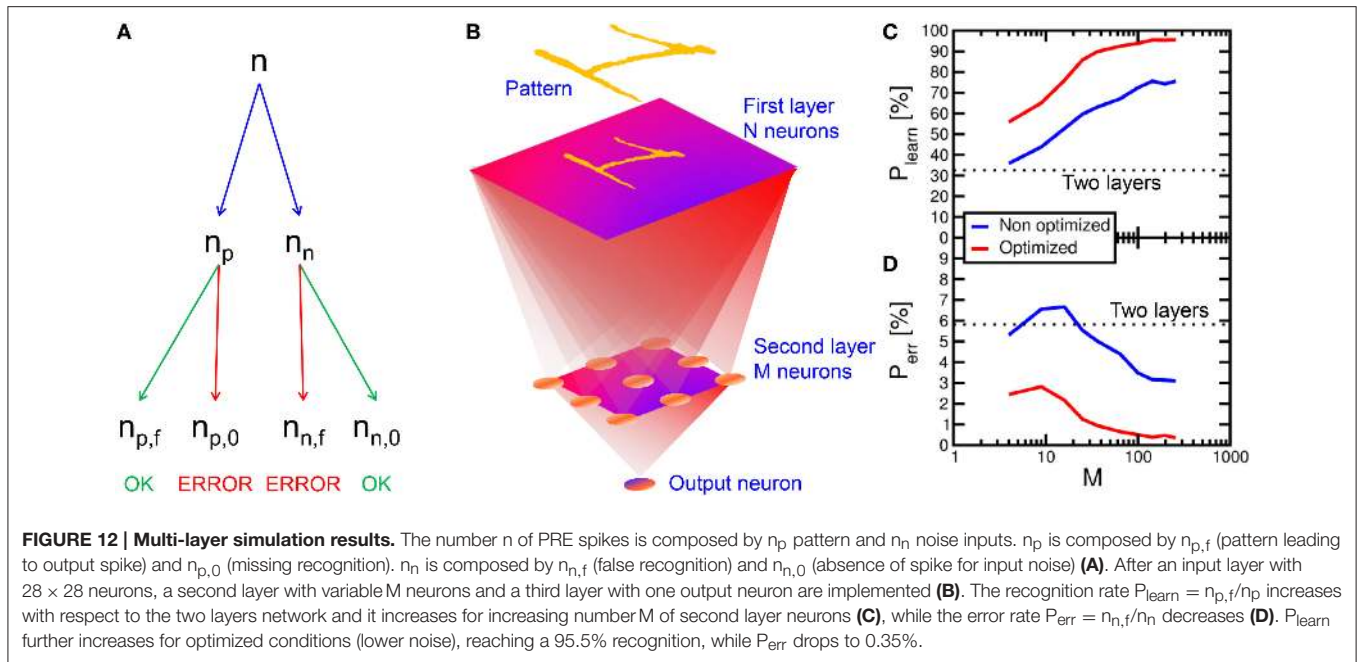 A
n
n_p n_n
n_p,f n_p,0 n_n,f n_n,0
OK ERROR ERROR OK
B
Pattern
First layer
N neurons
Second layer
M neurons
Output neuron
C
P_learn [%]
100
90
80
70
60
50
40
30
20
10
0
Two layers
Non optimized
Optimized
D
P_err [%]
9
8
7
6
5
4
3
2
1
0
Two layers
1 10 100 1000
M
FIGURE 12 | Multi-layer simulation results. The number n of PRE spikes is composed by n_p pattern and n_n noise inputs. n_p is composed by n_p,f (pattern leading
to output spike) and n_p,0 (missing recognition). n_n is composed by n_n,f (false recognition) and n_n,0 (absence of spike for input noise) (A). After an input layer with
28 × 28 neurons, a second layer with variable M neurons and a third layer with one output neuron are implemented (B). The recognition rate P_learn = n_p,f/n_p increases
with respect to the two layers network and it increases for increasing number M of second layer neurons (C), while the error rate P_err = n_n,f/n_n decreases (D). P_learn
further increases for optimized conditions (lower noise), reaching a 95.5% recognition, while P_err drops to 0.35%.